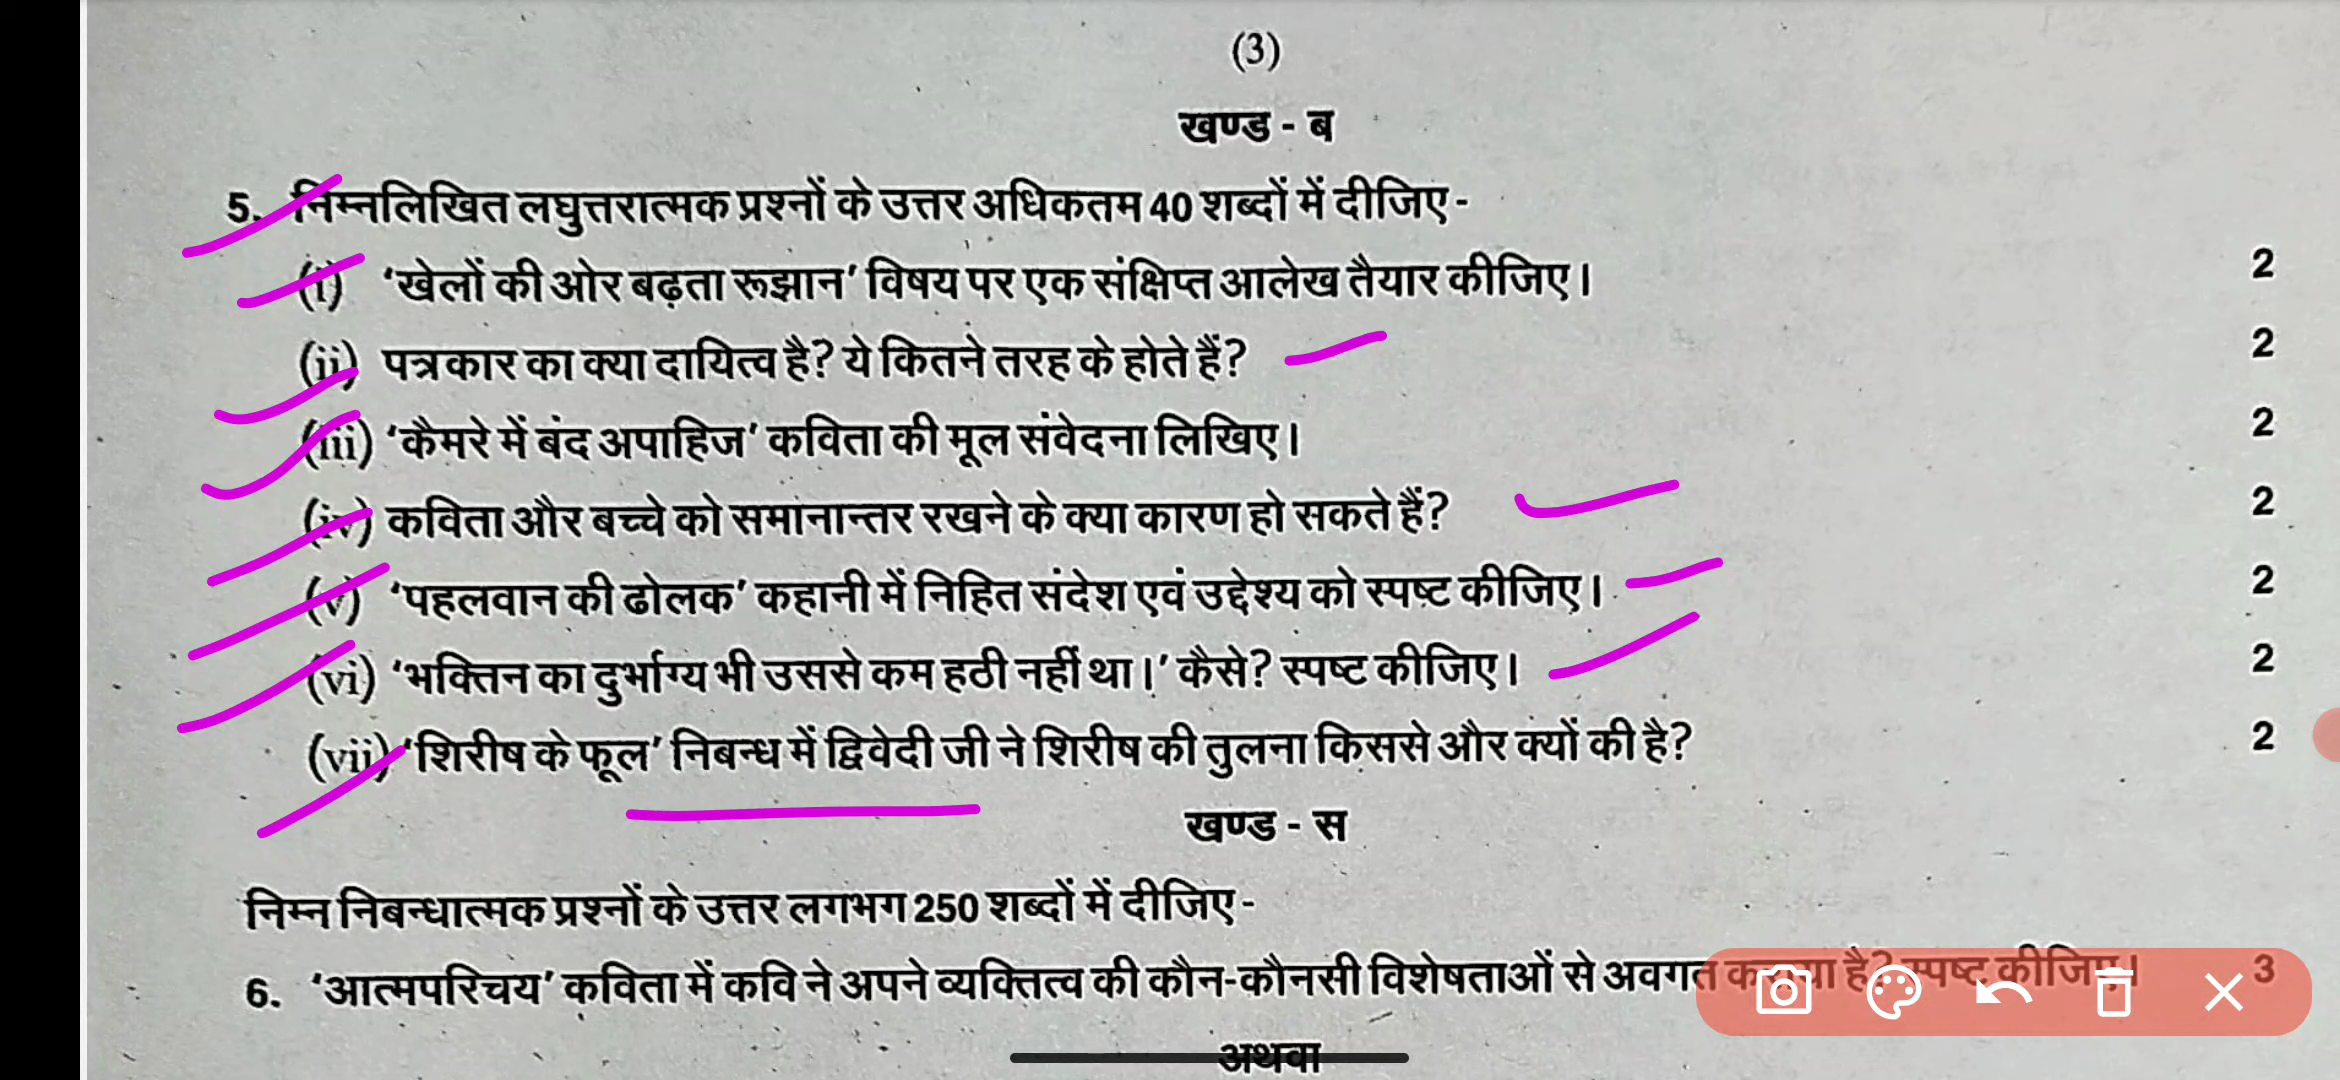 (3)
खण्ड - ब
5. निम्नलिखित लघुत्तरात्मक प्रश्नों के उत्तर अधिकतम 40 शब्दों में दीजिए -
(i) ‘खेलों की ओर बढ़ता रूझान’ विषय पर एक संक्षिप्त आलेख तैयार कीजिए। 2
(ii) पत्रकार का क्या दायित्व है? ये कितने तरह के होते हैं? 2
(iii) ‘कैमरे में बंद अपाहिज’ कविता की मूल संवेदना लिखिए। 2
(iv) कविता और बच्चे को समानान्तर रखने के क्या कारण हो सकते हैं? 2
(v) ‘पहलवान की ढोलक’ कहानी में निहित संदेश एवं उद्देश्य को स्पष्ट कीजिए। 2
(vi) ‘भक्तिन का दुर्भाग्य भी उससे कम हठी नहीं था।’ कैसे? स्पष्ट कीजिए। 2
(vii) ‘शिरीष के फूल’ निबन्ध में द्विवेदी जी ने शिरीष की तुलना किससे और क्यों की है? 2
खण्ड - स
निम्न निबन्धात्मक प्रश्नों के उत्तर लगभग 250 शब्दों में दीजिए -
6. ‘आत्मपरिचय’ कविता में कवि ने अपने व्यक्तित्व की कौन-कौनसी विशेषताओं से अवगत कराया है? स्पष्ट कीजिए। 3
अथवा